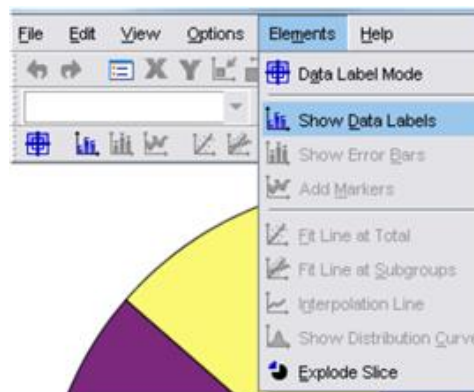 File Edit View Options Elements Help
X Y
Data Label Mode
Show Data Labels
Show Error Bars
Add Markers
Fit Line at Total
Fit Line at Subgroups
Interpolation Line
Show Distribution Curve
Explode Slice